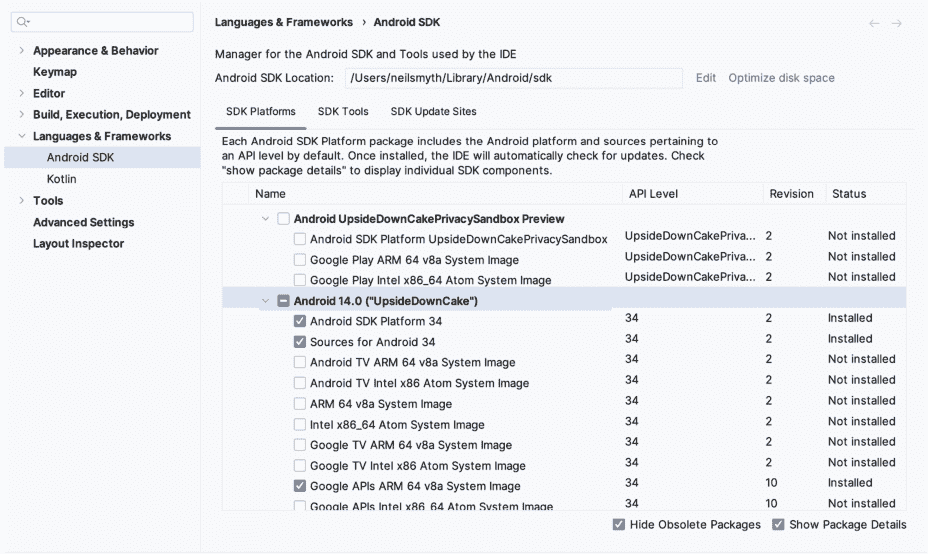 Languages & Frameworks › Android SDK
Appearance & Behavior
Keymap
Editor
Build, Execution, Deployment
Languages & Frameworks
Android SDK
Kotlin
Tools
Advanced Settings
Layout Inspector
Manager for the Android SDK and Tools used by the IDE
Android SDK Location: /Users/neilsmyth/Library/Android/sdk Edit Optimize disk space
SDK Platforms SDK Tools SDK Update Sites
Each Android SDK Platform package includes the Android platform and sources pertaining to
an API level by default. Once installed, the IDE will automatically check for updates. Check
"show package details" to display individual SDK components.
Name API Level Revision Status
Android UpsideDownCakePrivacySandbox Preview
Android SDK Platform UpsideDownCakePrivacySandbox UpsideDownCakePriva... 2 Not installed
Google Play ARM 64 v8a System Image UpsideDownCakePriva... 2 Not installed
Google Play Intel x86_64 Atom System Image UpsideDownCakePriva... 2 Not installed
Android 14.0 ("UpsideDownCake")
Android SDK Platform 34 34 2 Installed
Sources for Android 34 34 2 Installed
Android TV ARM 64 v8a System Image 34 2 Not installed
Android TV Intel x86 Atom System Image 34 2 Not installed
ARM 64 v8a System Image 34 2 Not installed
Intel x86_64 Atom System Image 34 2 Not installed
Google TV ARM 64 v8a System Image 34 2 Not installed
Google TV Intel x86 Atom System Image 34 2 Not installed
Google APIs ARM 64 v8a System Image 34 10 Installed
Google APIs Intel x86_64 Atom System Image 34 10 Not installed
Hide Obsolete Packages Show Package Details